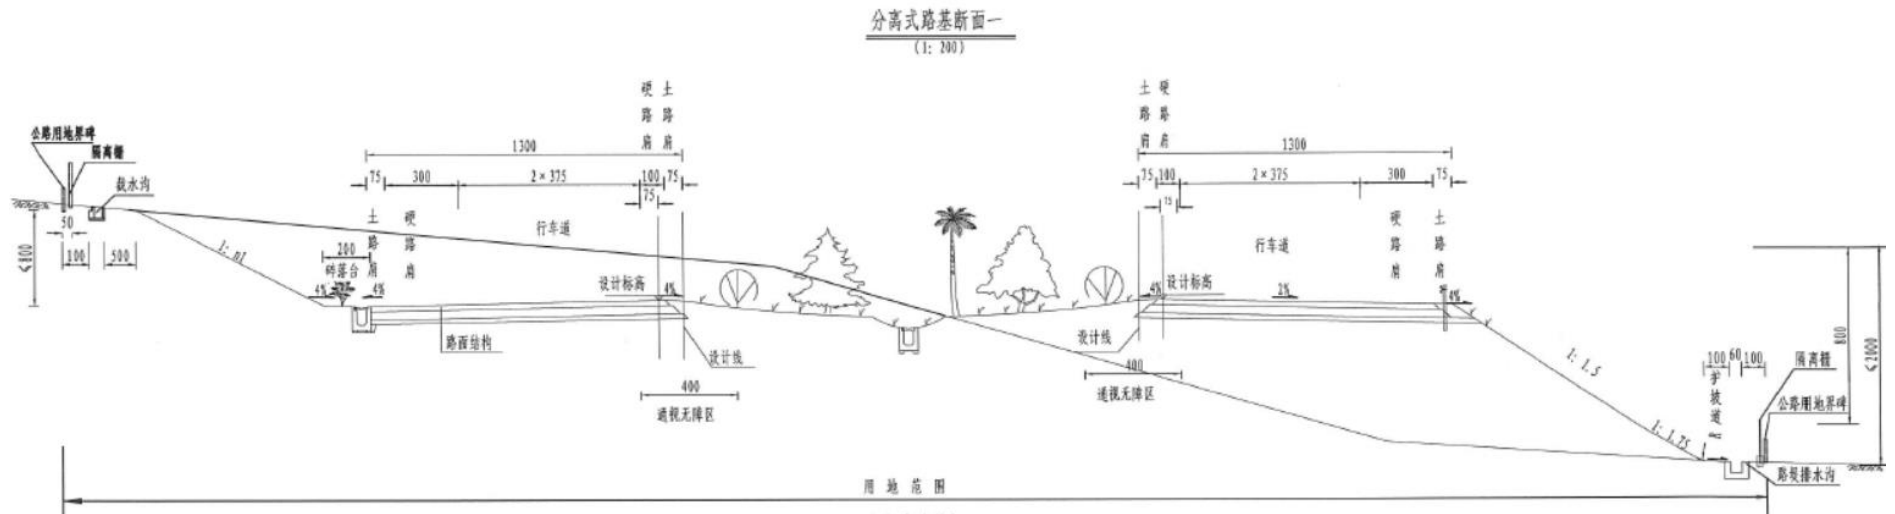 分离式路基断面一
(1: 200)
硬路肩
土路肩
土路肩
硬路肩
公路用地界碑
隔离栅
截水沟
1300
1300
75
300
2×375
100
75
75
75
100
75
2×375
300
75
50
100
500
≤800
1: n1
200
碎落台
土路肩
硬路肩
行车道
行车道
硬路肩
土路肩
4%
4%
设计标高
4%
4%
设计标高
2%
4%
路面结构
设计线
设计线
400
通视无障区
400
通视无障区
1: 1.5
1: 1.75
100
60
100
护坡道
800
≤2000
隔离栅
公路用地界碑
路堤排水沟
用地范围